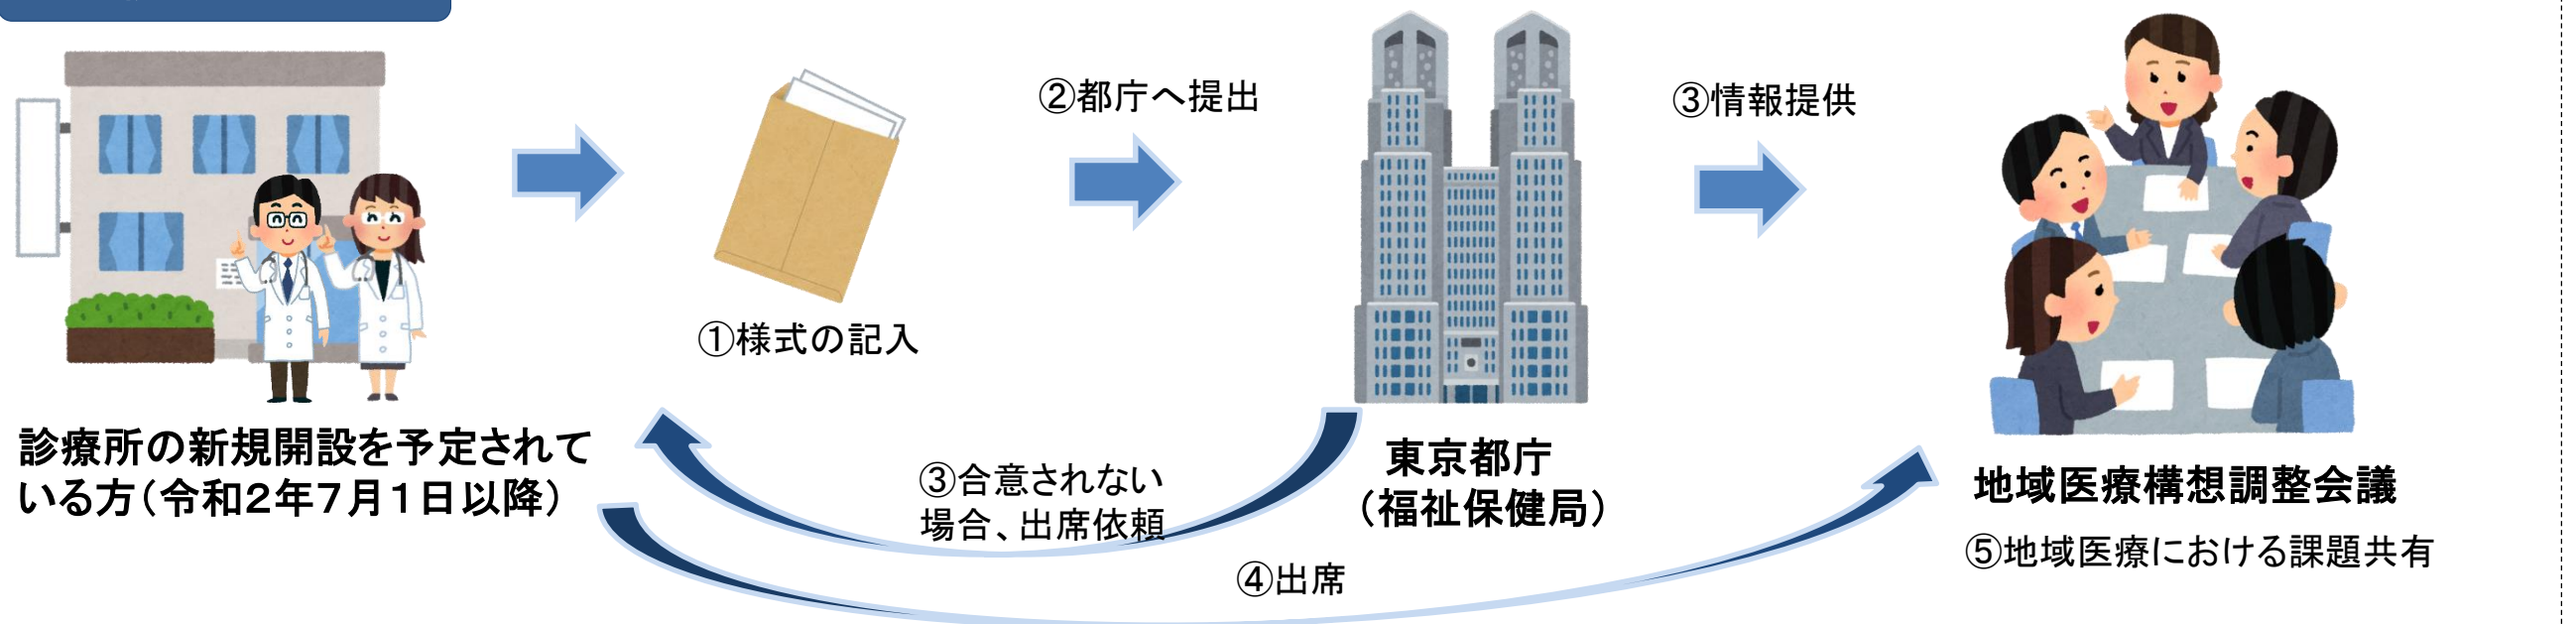 ②都庁へ提出
③情報提供
①様式の記入
診療所の新規開設を予定されて
いる方（令和２年７月１日以降）
③合意されない
場合、出席依頼
東京都庁
（福祉保健局）
④出席
地域医療構想調整会議
⑤地域医療における課題共有